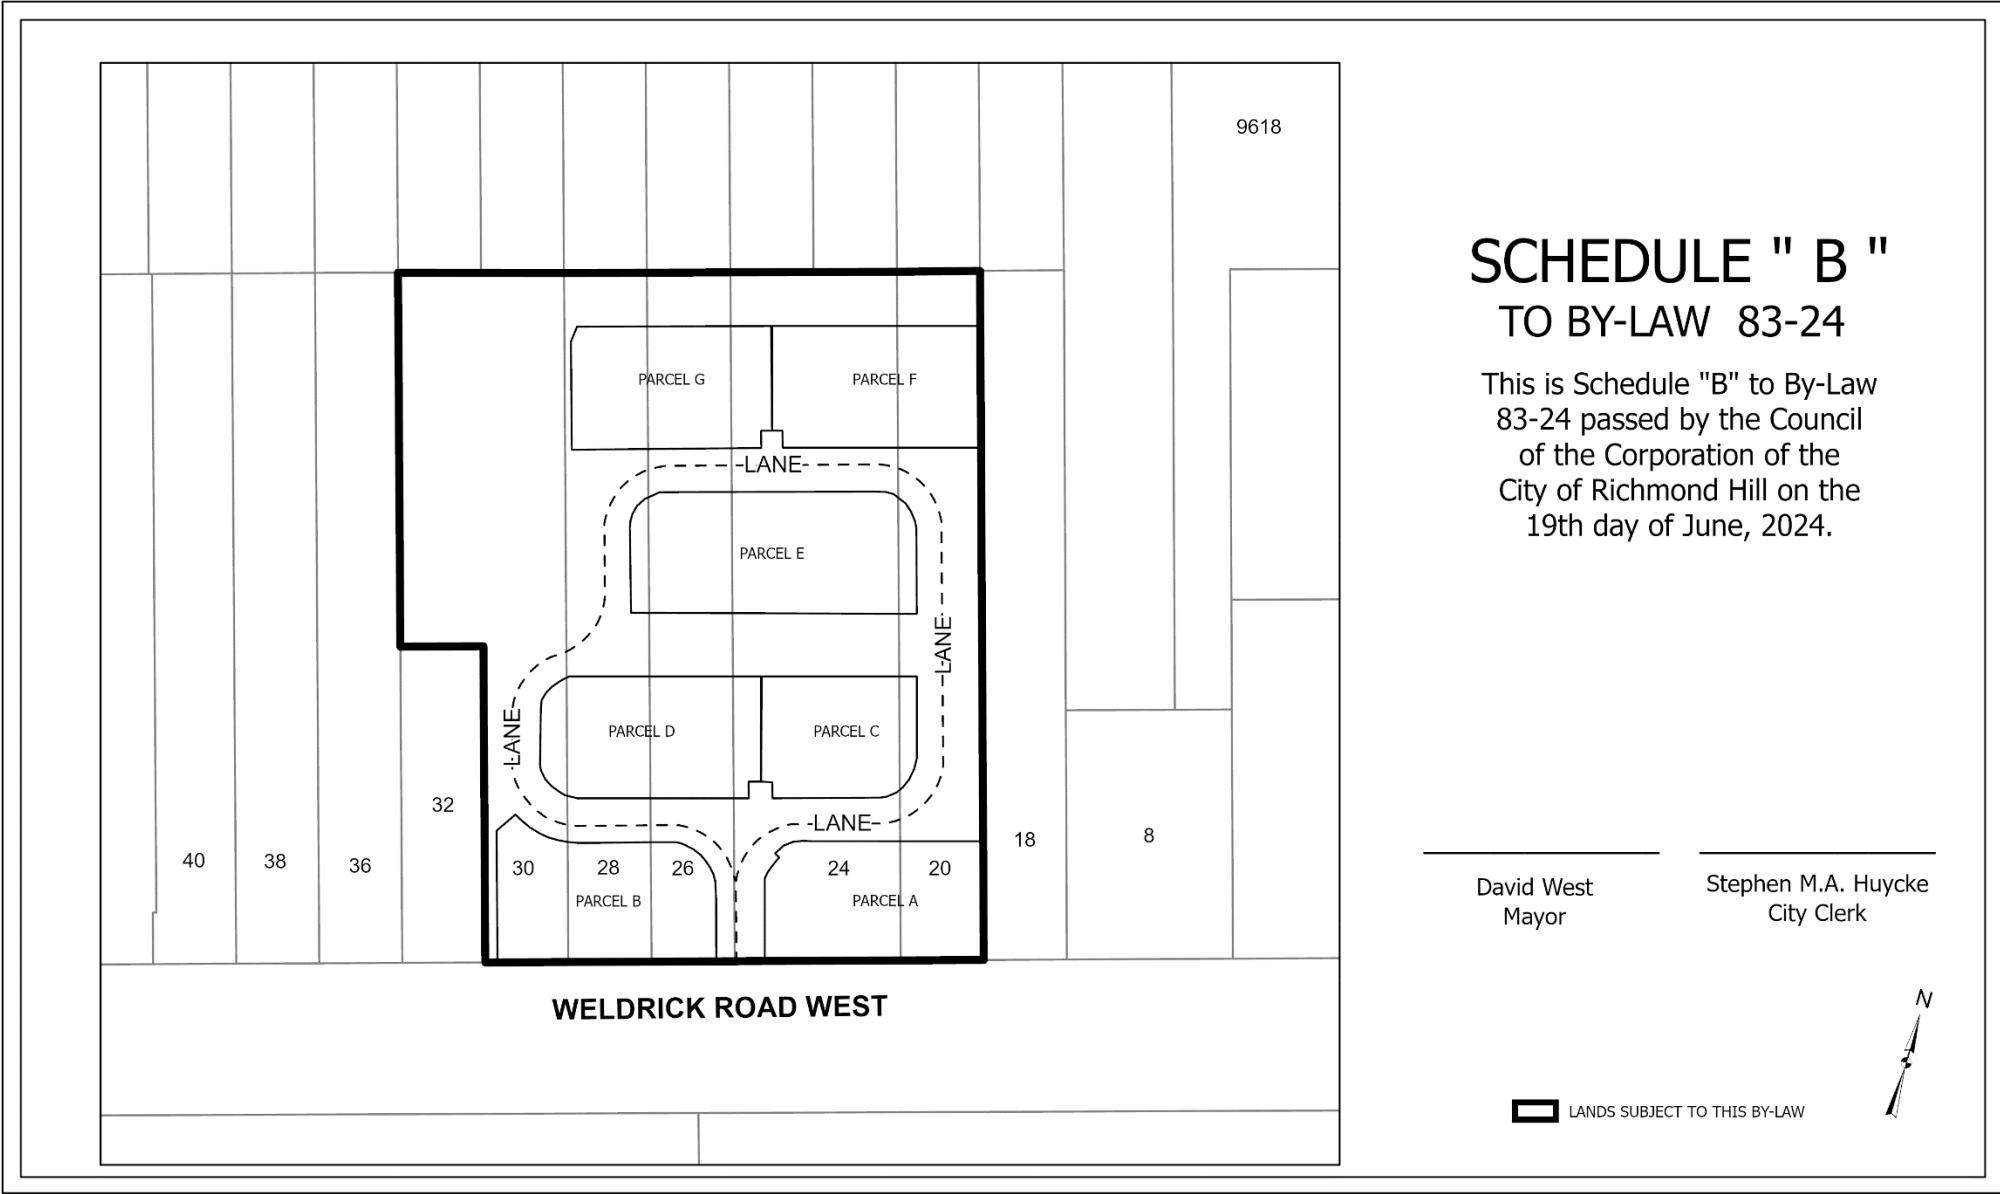 9618
SCHEDULE " B "
TO BY-LAW 83-24
This is Schedule "B" to By-Law
83-24 passed by the Council
of the Corporation of the
City of Richmond Hill on the
19th day of June, 2024.
PARCEL G
PARCEL F
LANE
PARCEL E
LANE
LANE
PARCEL D
PARCEL C
32
LANE
40
38
36
30
28
26
24
20
18
8
PARCEL B
PARCEL A
David West
Mayor
Stephen M.A. Huycke
City Clerk
WELDRICK ROAD WEST
N
LANDS SUBJECT TO THIS BY-LAW